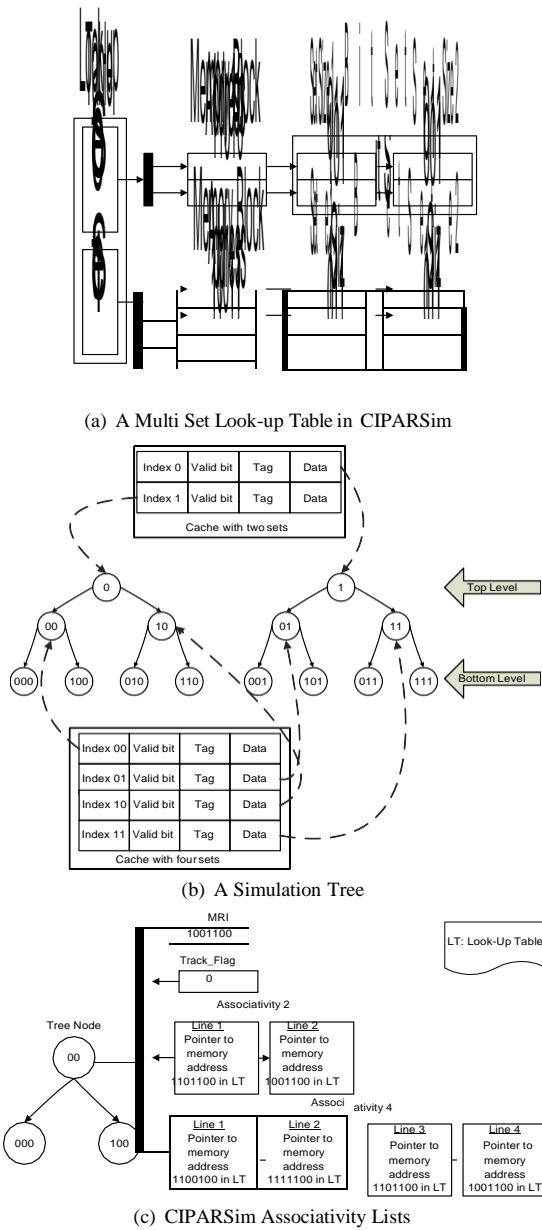 (a) A Multi Set Look-up Table in CIPARSim
Index 0 Valid bit Tag Data
Index 1 Valid bit Tag Data
Cache with two sets
0 1
Top Level
00 10 01 11
000 100 010 110 001 101 011 111
Bottom Level
Index 00 Valid bit Tag Data
Index 01 Valid bit Tag Data
Index 10 Valid bit Tag Data
Index 11 Valid bit Tag Data
Cache with four sets
(b) A Simulation Tree
MRI
1001100
LT: Look-Up Table
Track_Flag
0
Associativity 2
Tree Node
00
Line 1
Pointer to
memory
address
1101100 in LT
Line 2
Pointer to
memory
address
1001100 in LT
Associ ativity 4
000 100
Line 1
Pointer to
memory
address
1100100 in LT
Line 2
Pointer to
memory
address
1111100 in LT
Line 3
Pointer to
memory
address
1101100 in LT
Line 4
Pointer to
memory
address
1001100 in LT
(c) CIPARSim Associativity Lists